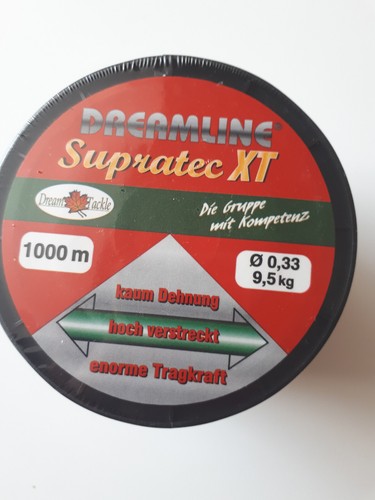 DREAMLINE®
Supratec XT
Dream Tackle
Die Gruppe
mit Kompetenz
1000 m
Ø 0,33
9,5 kg
kaum Dehnung
hoch verstreckt
enorme Tragkraft